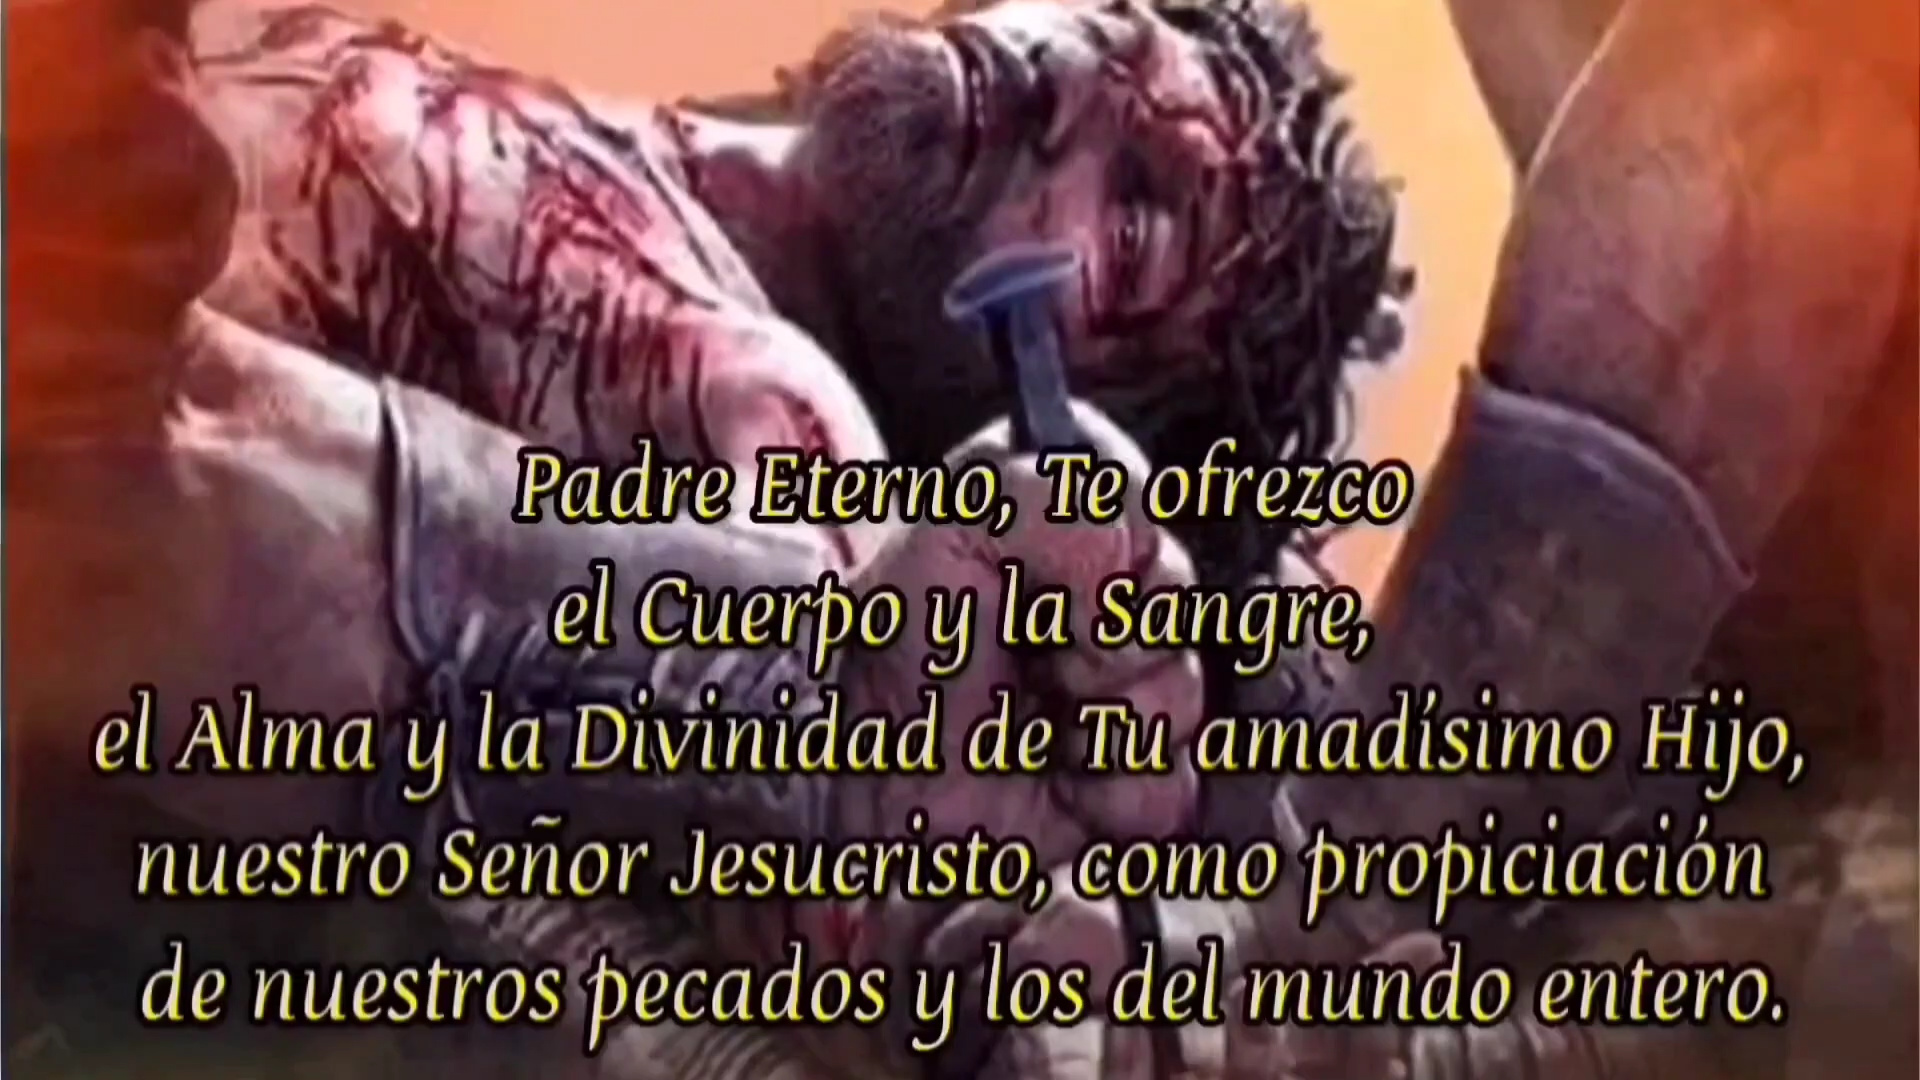 Padre Eterno, Te ofrezco
el Cuerpo y la Sangre,
el Alma y la Divinidad de Tu amadísimo Hijo,
nuestro Señor Jesucristo, como propiciación
de nuestros pecados y los del mundo entero.